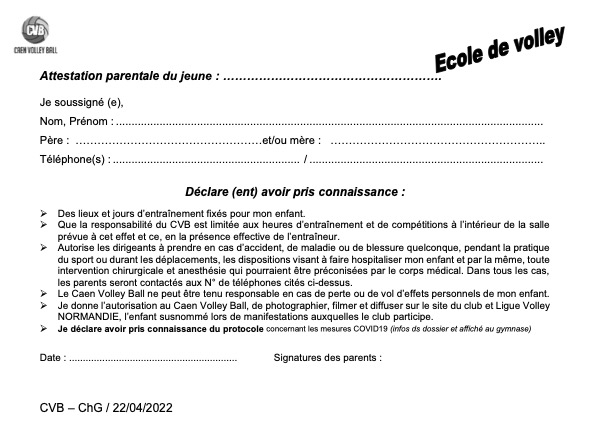 CVB
CAEN VOLLEY BALL
Ecole de volley
Attestation parentale du jeune : ……………………………………………….
Je soussigné (e),
Nom, Prénom : ........................................................................................................................................
Père : ……………………………………….et/ou mère : ………………………………………………..
Téléphone(s) : ............................................................ / ...........................................................................
Déclare (ent) avoir pris connaissance :
➢ Des lieux et jours d’entraînement fixés pour mon enfant.
➢ Que la responsabilité du CVB est limitée aux heures d’entraînement et de compétitions à l’intérieur de la salle
prévue à cet effet et ce, en la présence effective de l’entraîneur.
➢ Autorise les dirigeants à prendre en cas d’accident, de maladie ou de blessure quelconque, pendant la pratique
du sport ou durant les déplacements, les dispositions visant à faire hospitaliser mon enfant et par la même, toute
intervention chirurgicale et anesthésie qui pourraient être préconisées par le corps médical. Dans tous les cas,
les parents seront contactés aux N° de téléphones cités ci-dessus.
➢ Le Caen Volley Ball ne peut être tenu responsable en cas de perte ou de vol d’effets personnels de mon enfant.
➢ Je donne l’autorisation au Caen Volley Ball, de photographier, filmer et diffuser sur le site du club et Ligue Volley
NORMANDIE, l’enfant susnommé lors de manifestations auxquelles le club participe.
➢ Je déclare avoir pris connaissance du protocole concernant les mesures COVID19 (infos ds dossier et affiché au gymnase)
Date : ............................................................ Signatures des parents :
CVB – ChG / 22/04/2022